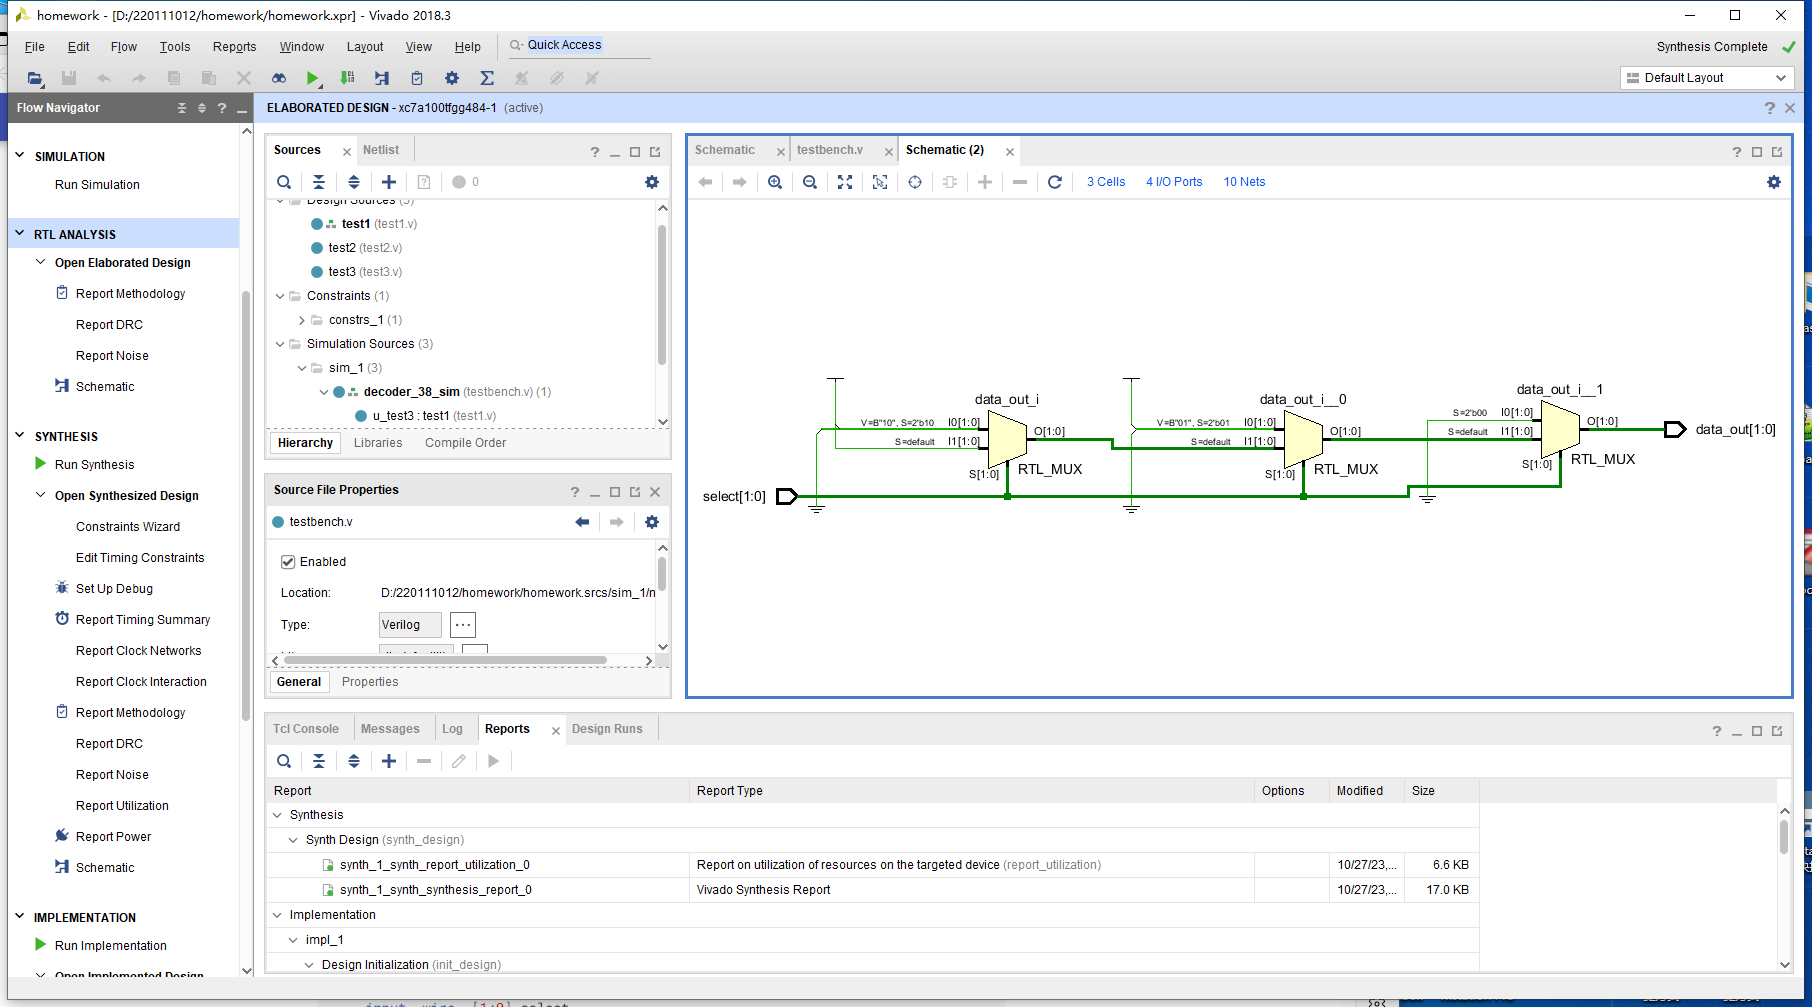 homework - [D:/220111012/homework/homework.xpr] - Vivado 2018.3
File Edit Flow Tools Reports Window Layout View Help Quick Access Synthesis Complete
Default Layout
Flow Navigator
ELABORATED DESIGN - xc7a100tfgg484-1 (active)
SIMULATION
Run Simulation
RTL ANALYSIS
Open Elaborated Design
Report Methodology
Report DRC
Report Noise
Schematic
SYNTHESIS
Run Synthesis
Open Synthesized Design
Constraints Wizard
Edit Timing Constraints
Set Up Debug
Report Timing Summary
Report Clock Networks
Report Clock Interaction
Report Methodology
Report DRC
Report Noise
Report Utilization
Report Power
Schematic
IMPLEMENTATION
Run Implementation
Open Implemented Design
Sources Netlist
0
Design Sources (3)
test1 (test1.v)
test2 (test2.v)
test3 (test3.v)
Constraints (1)
constrs_1 (1)
Simulation Sources (3)
sim_1 (3)
decoder_38_sim (testbench.v) (1)
u_test3 : test1 (test1.v)
Hierarchy Libraries Compile Order
Source File Properties
testbench.v
Enabled
Location: D:/220111012/homework/homework.srcs/sim_1/n
Type: Verilog ...
General Properties
Schematic testbench.v Schematic (2)
3 Cells 4 I/O Ports 10 Nets
data_out_i
V=B"10", S=2'b10 I0[1:0]
S=default I1[1:0]
O[1:0]
S[1:0]
RTL_MUX
data_out_i__0
V=B"01", S=2'b01 I0[1:0]
S=default I1[1:0]
O[1:0]
S[1:0]
RTL_MUX
data_out_i__1
S=2'b00 I0[1:0]
S=default I1[1:0]
O[1:0]
S[1:0]
RTL_MUX
data_out[1:0]
select[1:0]
Tcl Console Messages Log Reports Design Runs
Report Report Type Options Modified Size
Synthesis
Synth Design (synth_design)
synth_1_synth_report_utilization_0 Report on utilization of resources on the targeted device (report_utilization) 10/27/23,... 6.6 KB
synth_1_synth_synthesis_report_0 Vivado Synthesis Report 10/27/23,... 17.0 KB
Implementation
impl_1
Design Initialization (init_design)
input wire [1:0] select